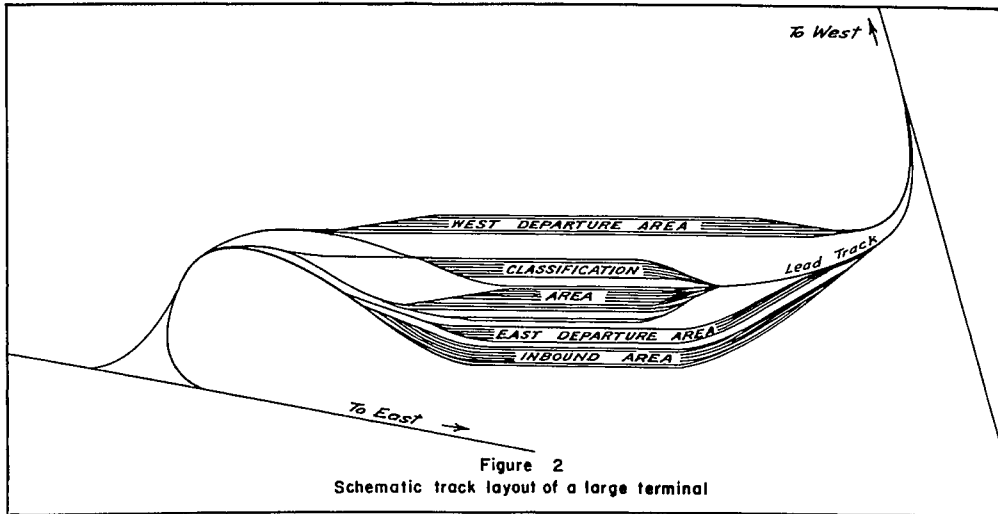 To West
WEST DEPARTURE AREA
Lead Track
CLASSIFICATION
AREA
EAST DEPARTURE AREA
INBOUND AREA
To East
Figure 2
Schematic track layout of a large terminal